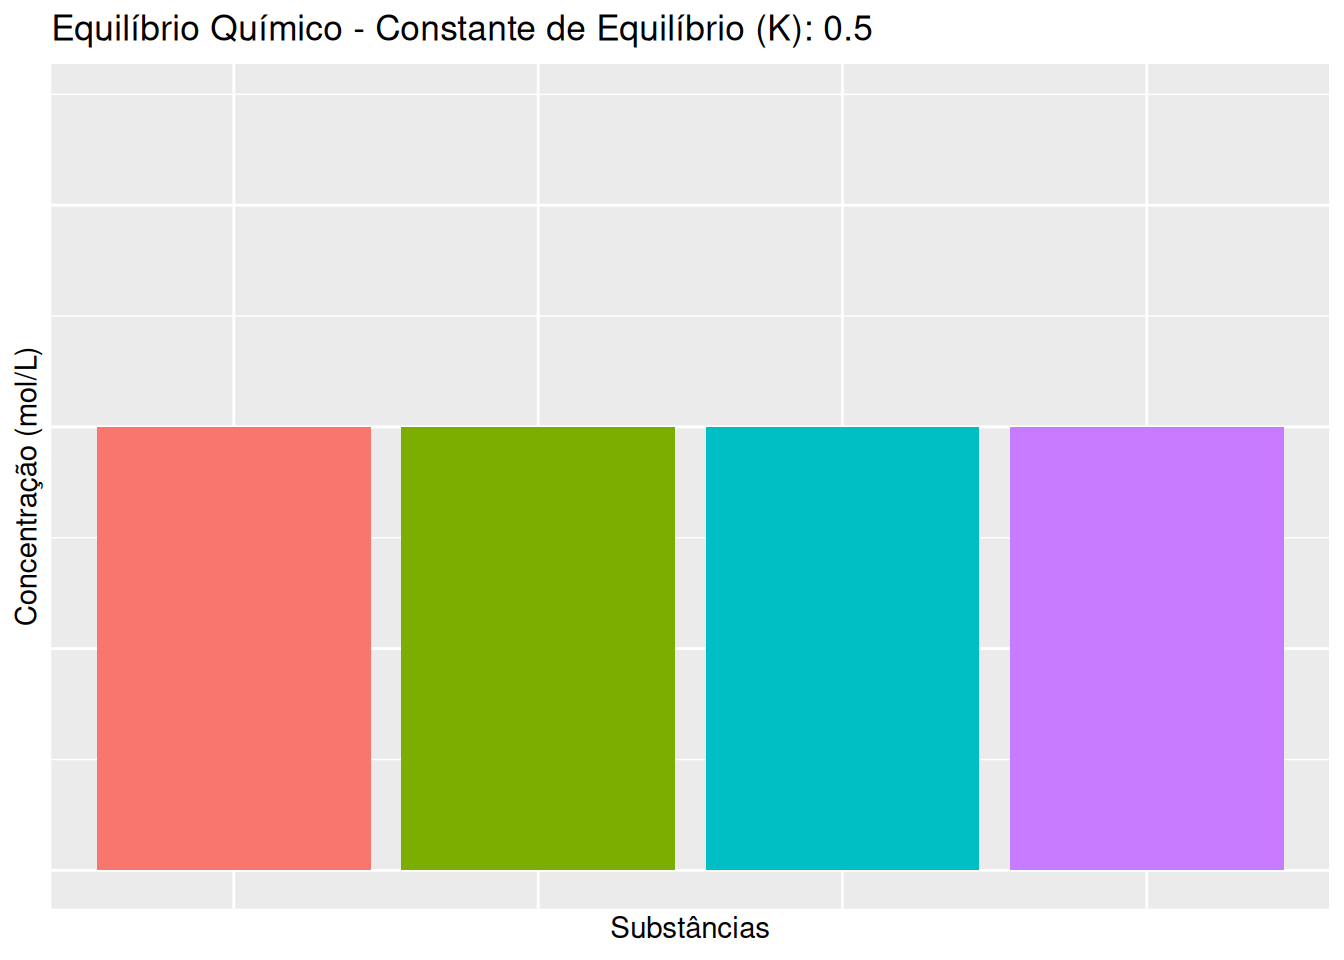 Equilíbrio Químico - Constante de Equilíbrio (K): 0.5
Concentração (mol/L)
Substâncias